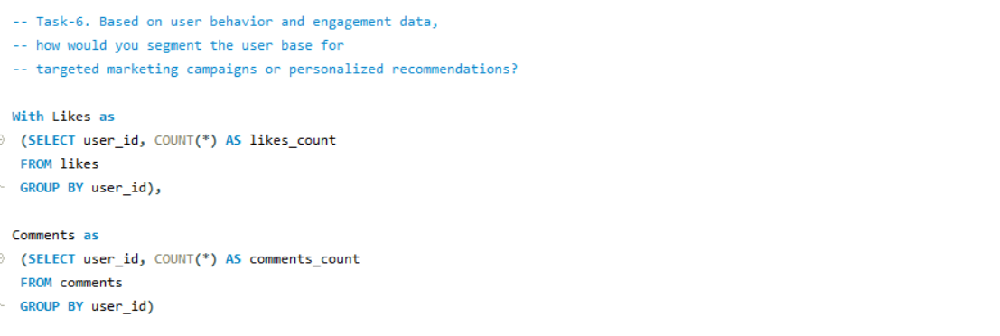 -- Task-6. Based on user behavior and engagement data,
-- how would you segment the user base for
-- targeted marketing campaigns or personalized recommendations?
With Likes as
(SELECT user_id, COUNT(*) AS likes_count
FROM likes
GROUP BY user_id),
Comments as
(SELECT user_id, COUNT(*) AS comments_count
FROM comments
GROUP BY user_id)